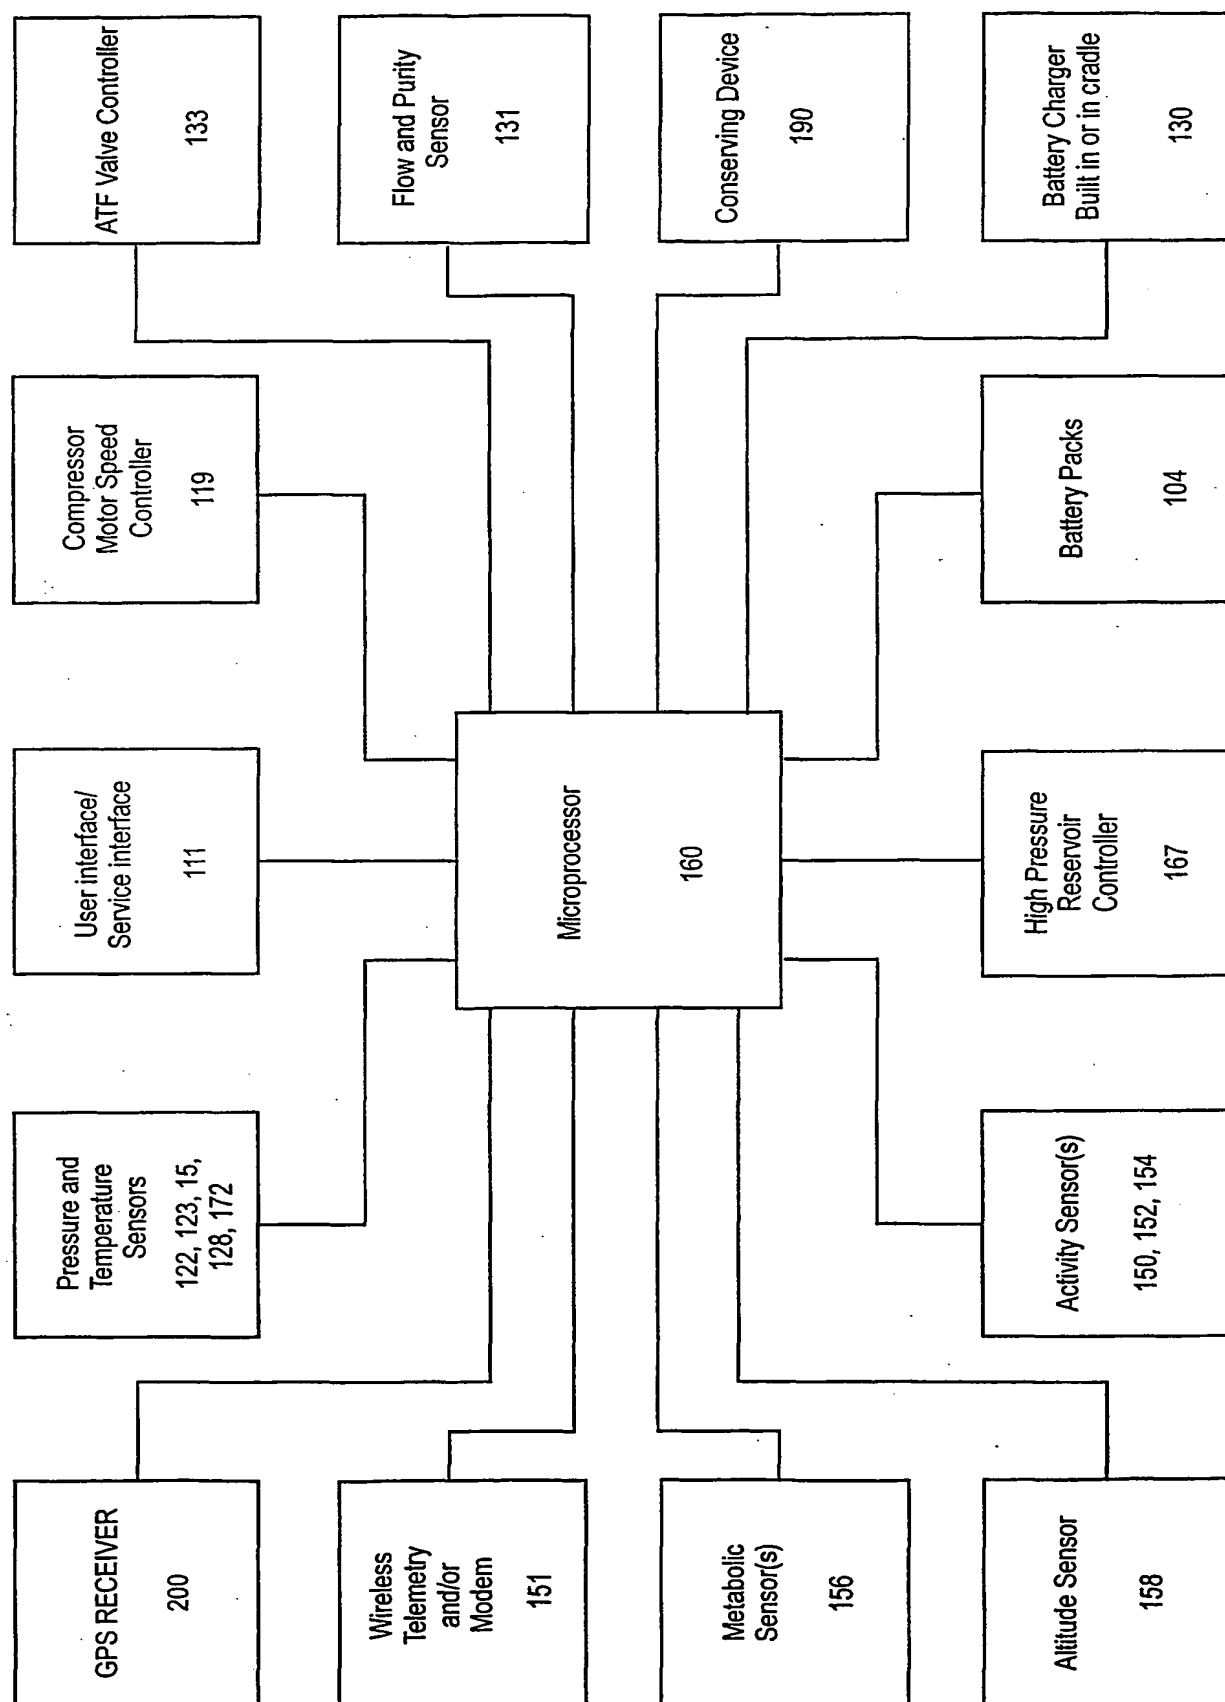 GPS RECEIVER
200
Pressure and
Temperature
Sensors
122, 123, 15,
128, 172
User interface/
Service interface
111
Compressor
Motor Speed
Controller
119
ATF Valve Controller
133
Wireless
Telemetry
and/or
Modem
151
Flow and Purity
Sensor
131
Microprocessor
160
Metabolic
Sensor(s)
156
Conserving Device
190
Altitude Sensor
158
Activity Sensor(s)
150, 152, 154
High Pressure
Reservoir
Controller
167
Battery Packs
104
Battery Charger
Built in or in cradle
130